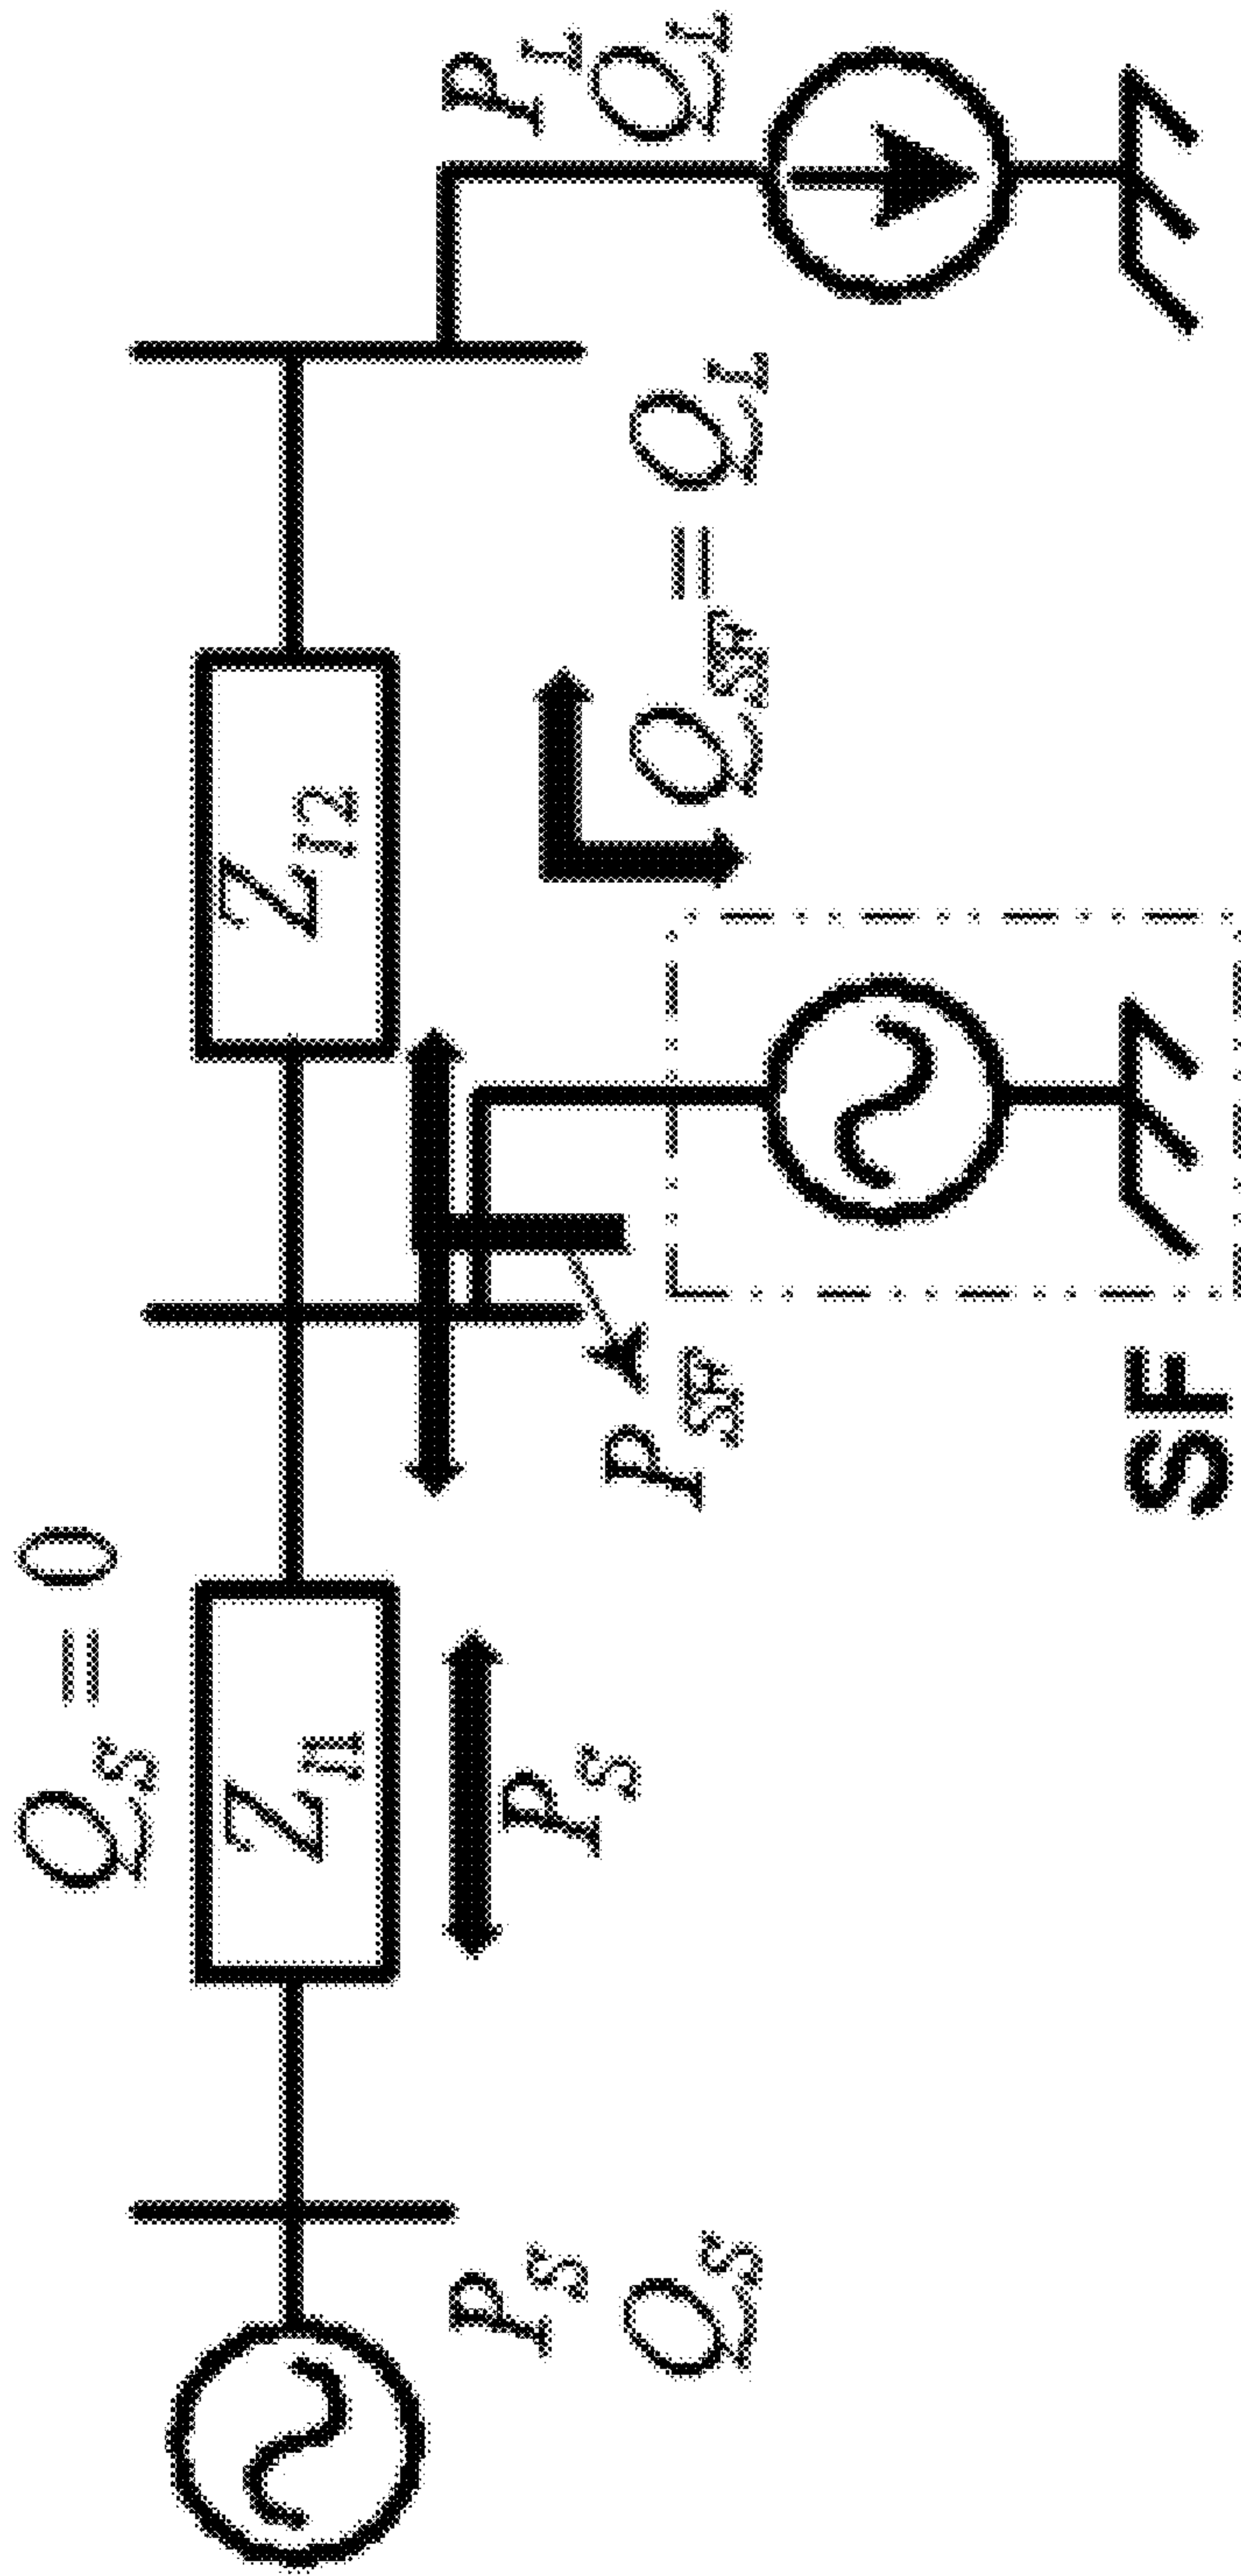 Q_S = 0
Z_l1
Z_l2
P_S
Q_S
P_S
P_SF
Q_SF = Q_l
P_l
Q_l
SF